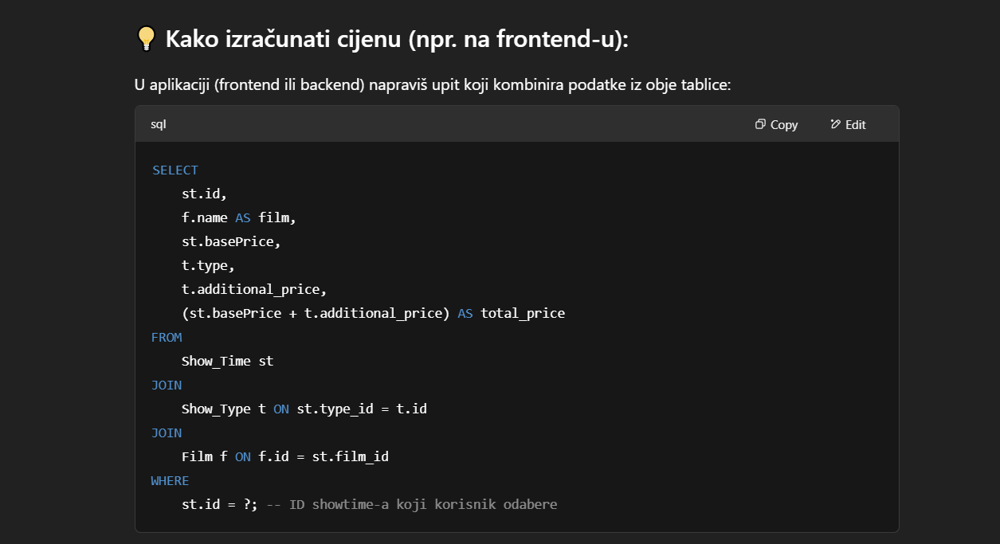 💡 Kako izračunati cijenu (npr. na frontend-u):
U aplikaciji (frontend ili backend) napraviš upit koji kombinira podatke iz obje tablice:
sql Copy Edit
SELECT
    st.id,
    f.name AS film,
    st.basePrice,
    t.type,
    t.additional_price,
    (st.basePrice + t.additional_price) AS total_price
FROM
    Show_Time st
JOIN
    Show_Type t ON st.type_id = t.id
JOIN
    Film f ON f.id = st.film_id
WHERE
    st.id = ?; -- ID showtime-a koji korisnik odabere